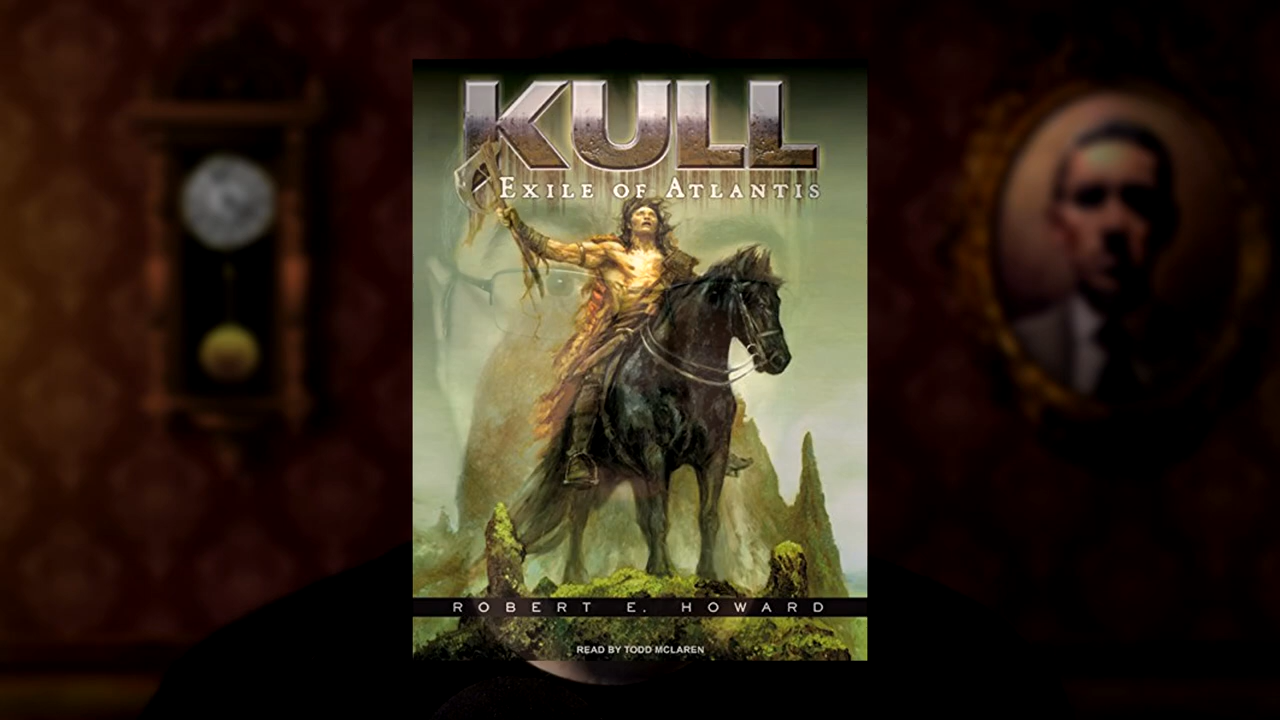 KULL
EXILE OF ATLANTIS
ROBERT E. HOWARD
READ BY TODD MCLAREN